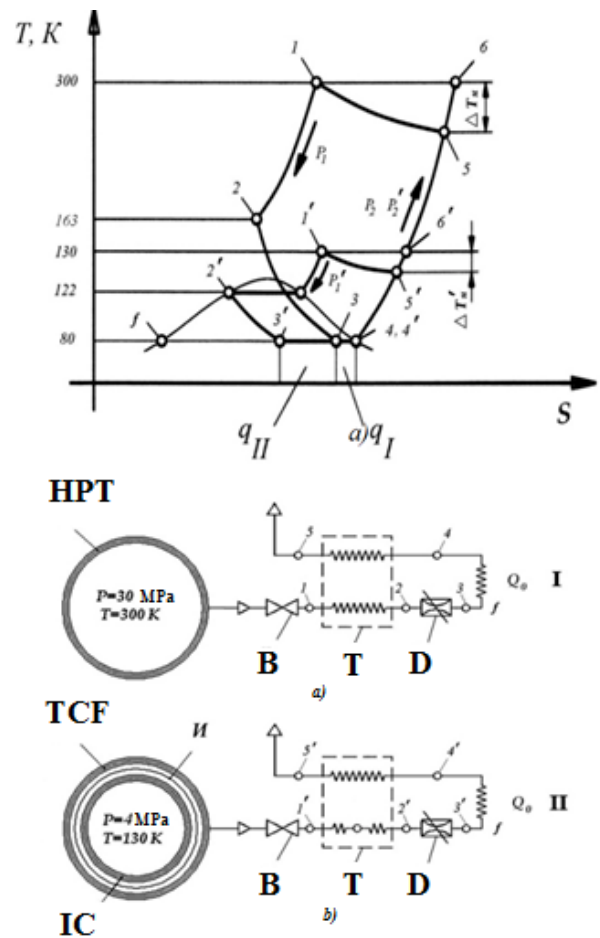 T, K
1
6
300
ΔTн
P1
5
2
P2 P2'
163
1'
6'
130
2'
P1'
5'
ΔTн'
122
f
3'
3
4, 4'
80
S
qII
a) qI
HPT
5
4
P=30 MPa
T=300 K
Q₀ I
1
2
3
f
B T D
a)
TCF
И
5'
4'
P=4 MPa
T=130 K
Q₀ II
1'
2'
3'
f
B T D
IC
b)